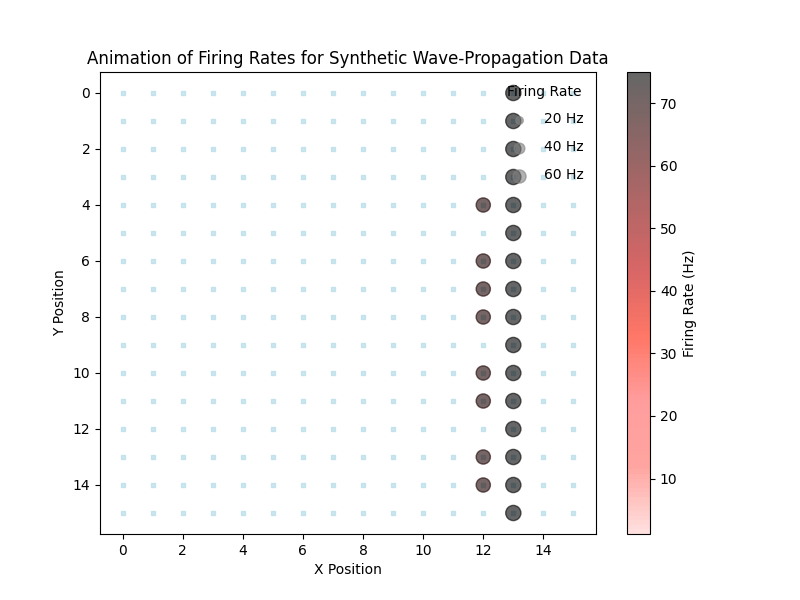 Animation of Firing Rates for Synthetic Wave-Propagation Data
Firing Rate
20 Hz
40 Hz
60 Hz
0
2
4
6
8
10
12
14
Y Position
0 2 4 6 8 10 12 14
X Position
70
60
50
40
30
20
10
Firing Rate (Hz)